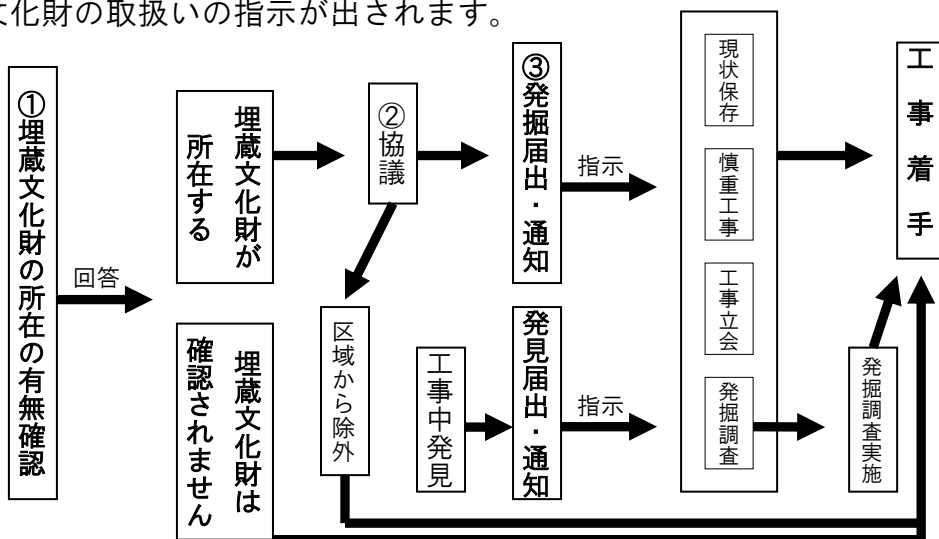 文化財の取扱いの指示が出されます。
①埋蔵文化財の所在の有無確認
回答
埋蔵文化財が
所在する
埋蔵文化財は
確認されません
②協議
区域から除外
③発掘届出・通知
指示
工事中発見
発見届出・通知
指示
現状保存
慎重工事
工事立会
発掘調査
発掘調査実施
工事着手